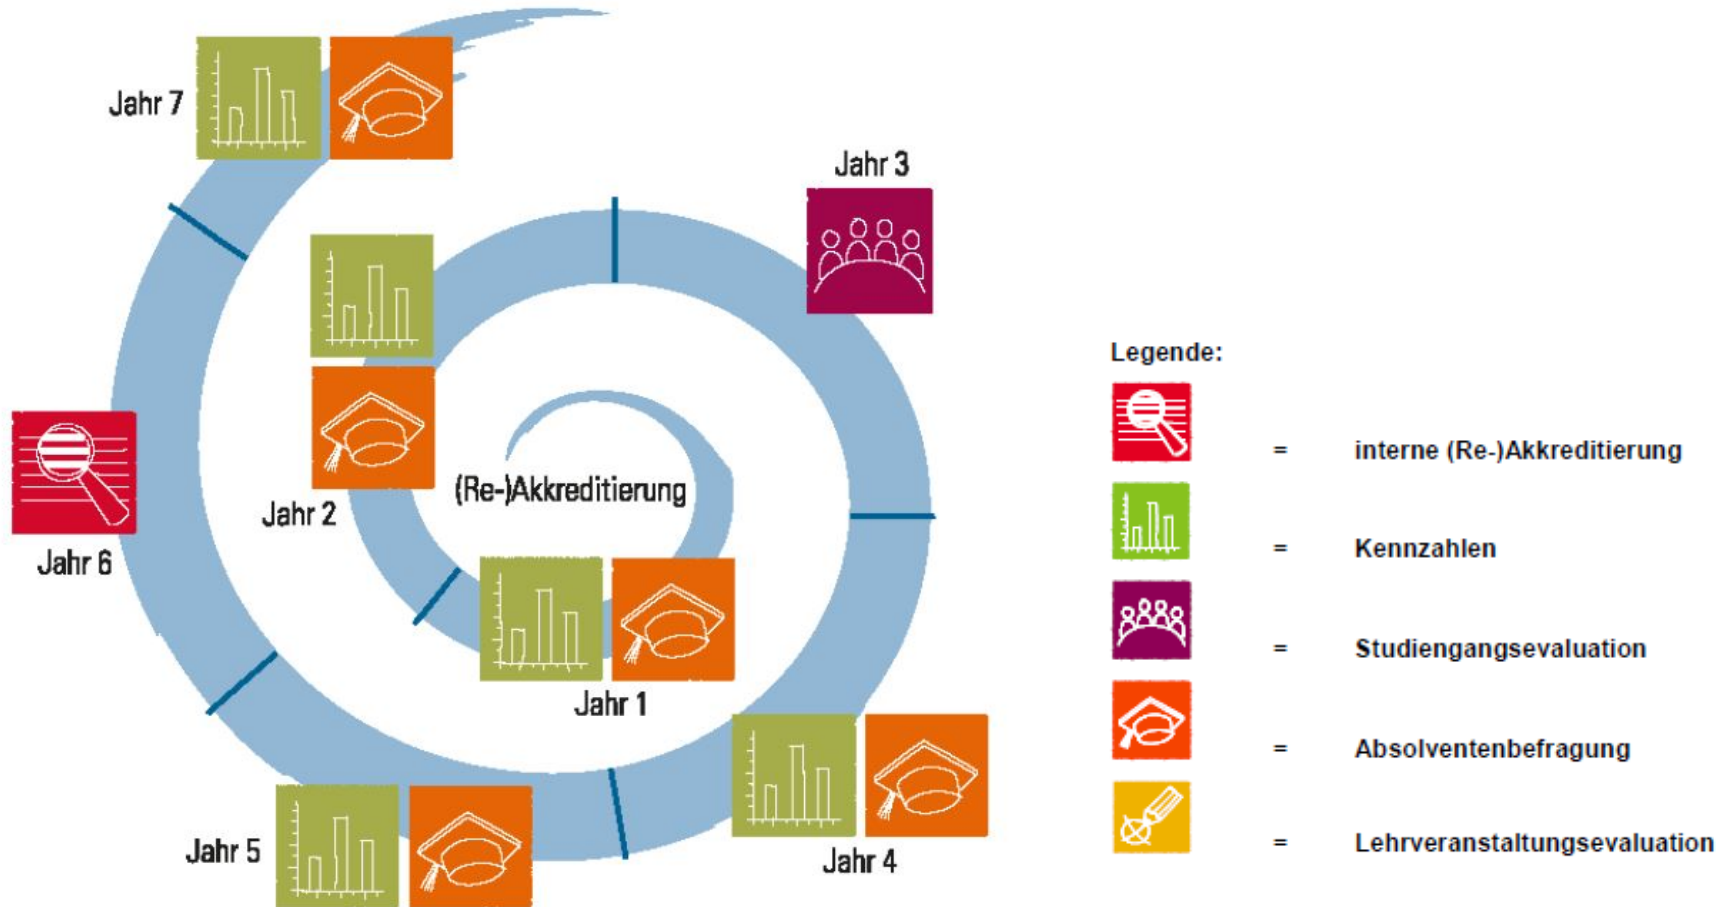 Jahr 7
Jahr 3
Jahr 2
(Re-)Akkreditierung
Jahr 6
Jahr 1
Jahr 5
Jahr 4
Legende:
= interne (Re-)Akkreditierung
= Kennzahlen
= Studiengangsevaluation
= Absolventenbefragung
= Lehrveranstaltungsevaluation